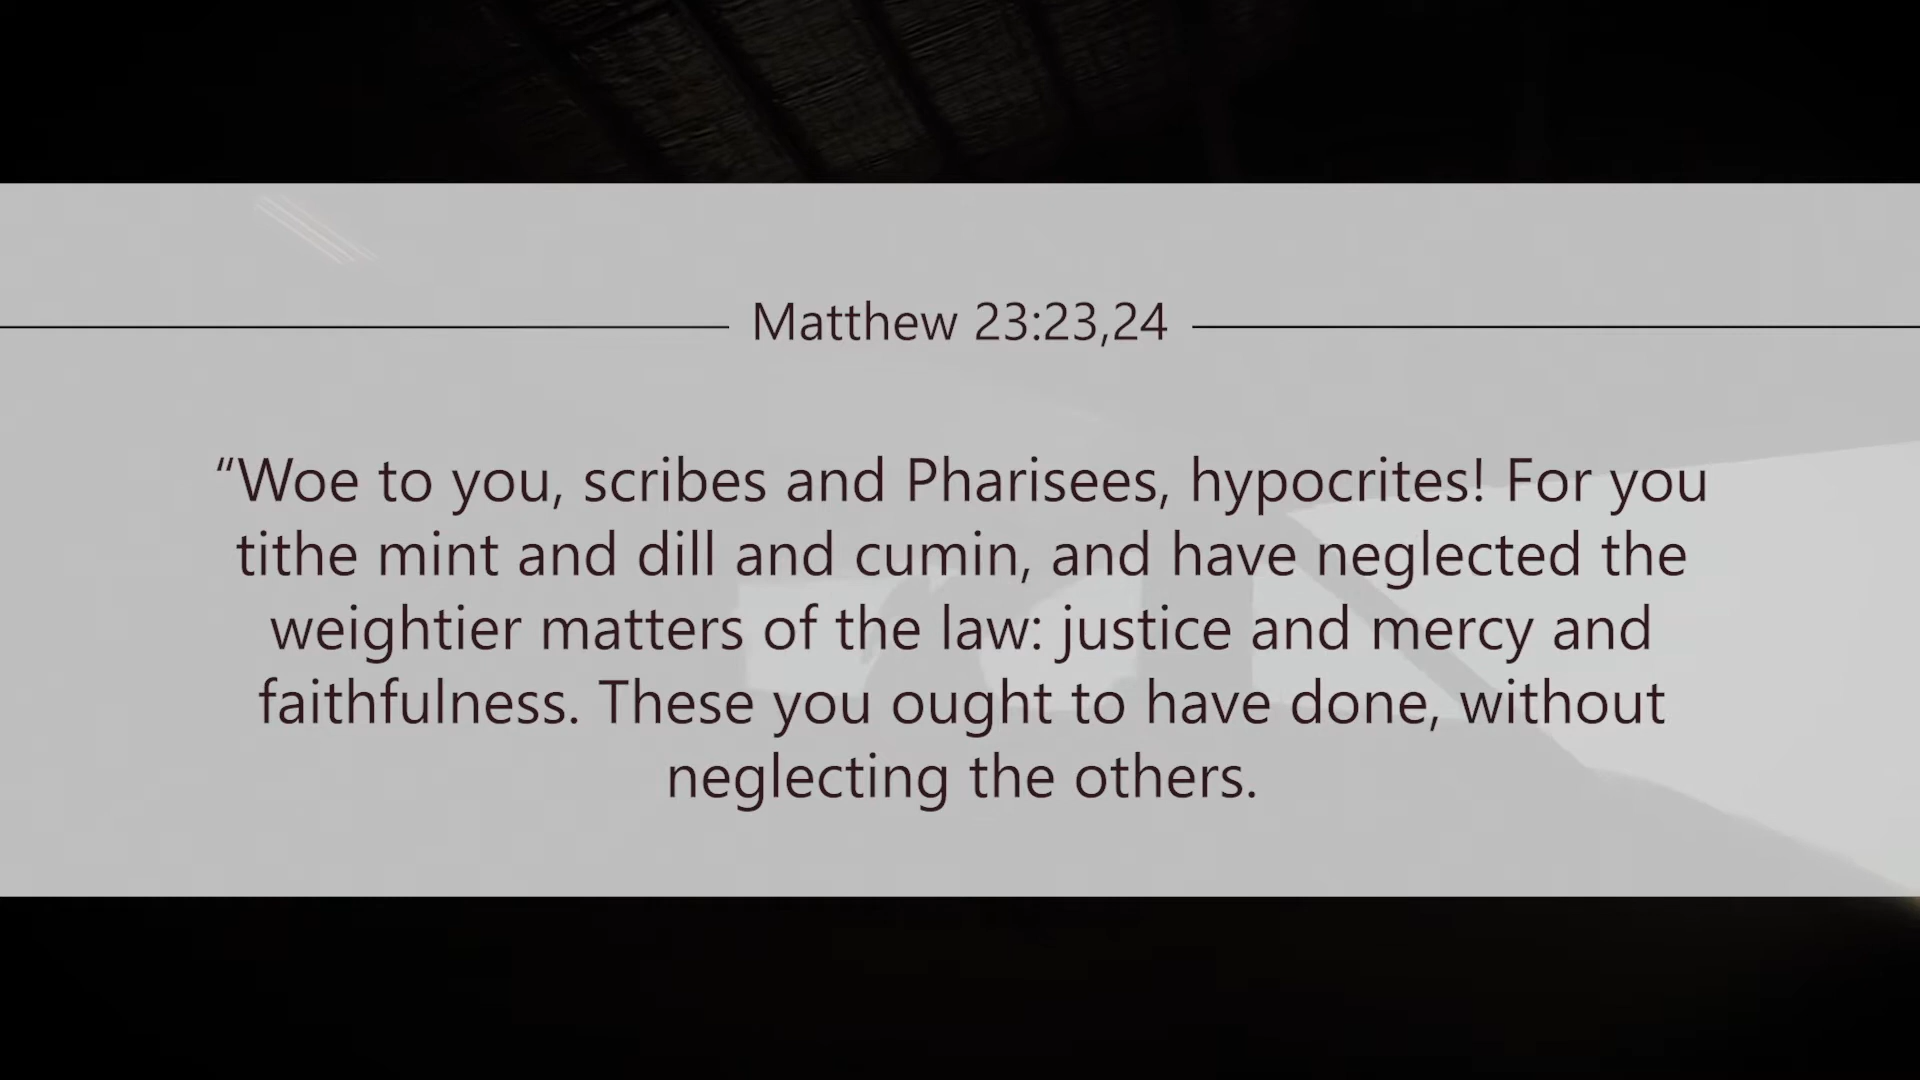 Matthew 23:23,24
“Woe to you, scribes and Pharisees, hypocrites! For you
tithe mint and dill and cumin, and have neglected the
weightier matters of the law: justice and mercy and
faithfulness. These you ought to have done, without
neglecting the others.